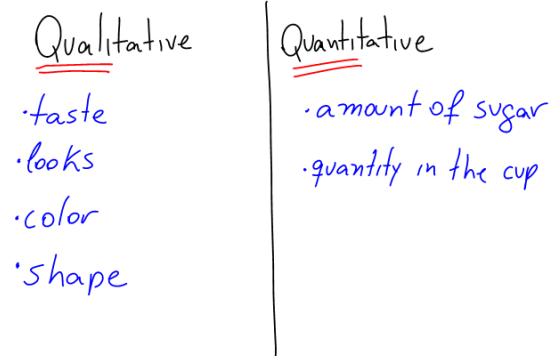 Qualitative
· taste
· looks
· color
· shape
Quantitative
· amount of sugar
· quantity in the cup